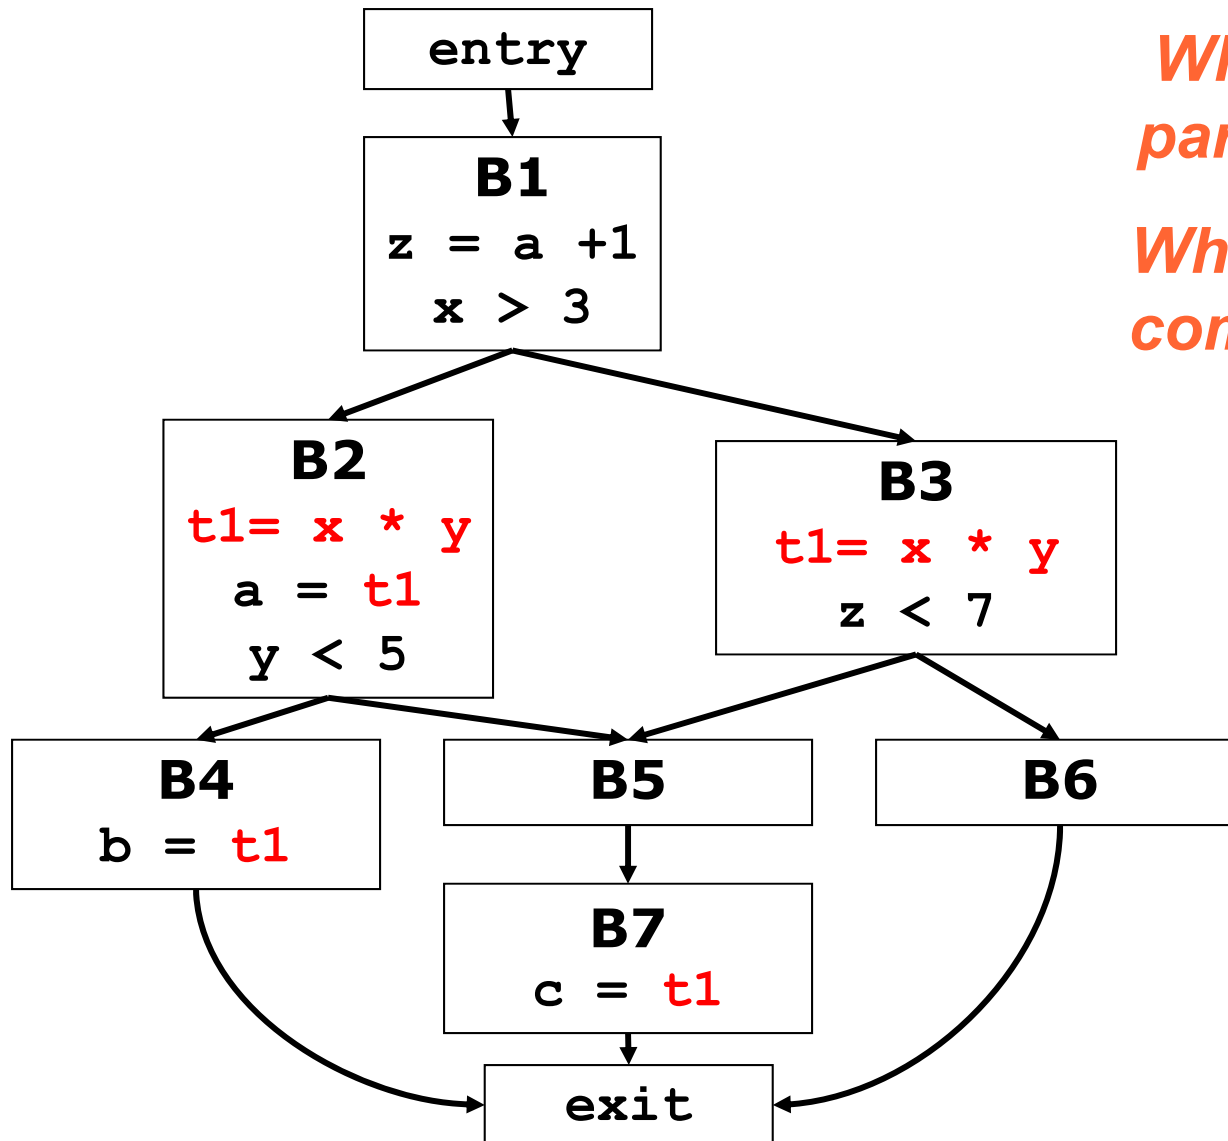 entry
B1
z = a +1
x > 3
B2
t1= x * y
a = t1
y < 5
B3
t1= x * y
z < 7
B4
b = t1
B5
B6
B7
c = t1
exit